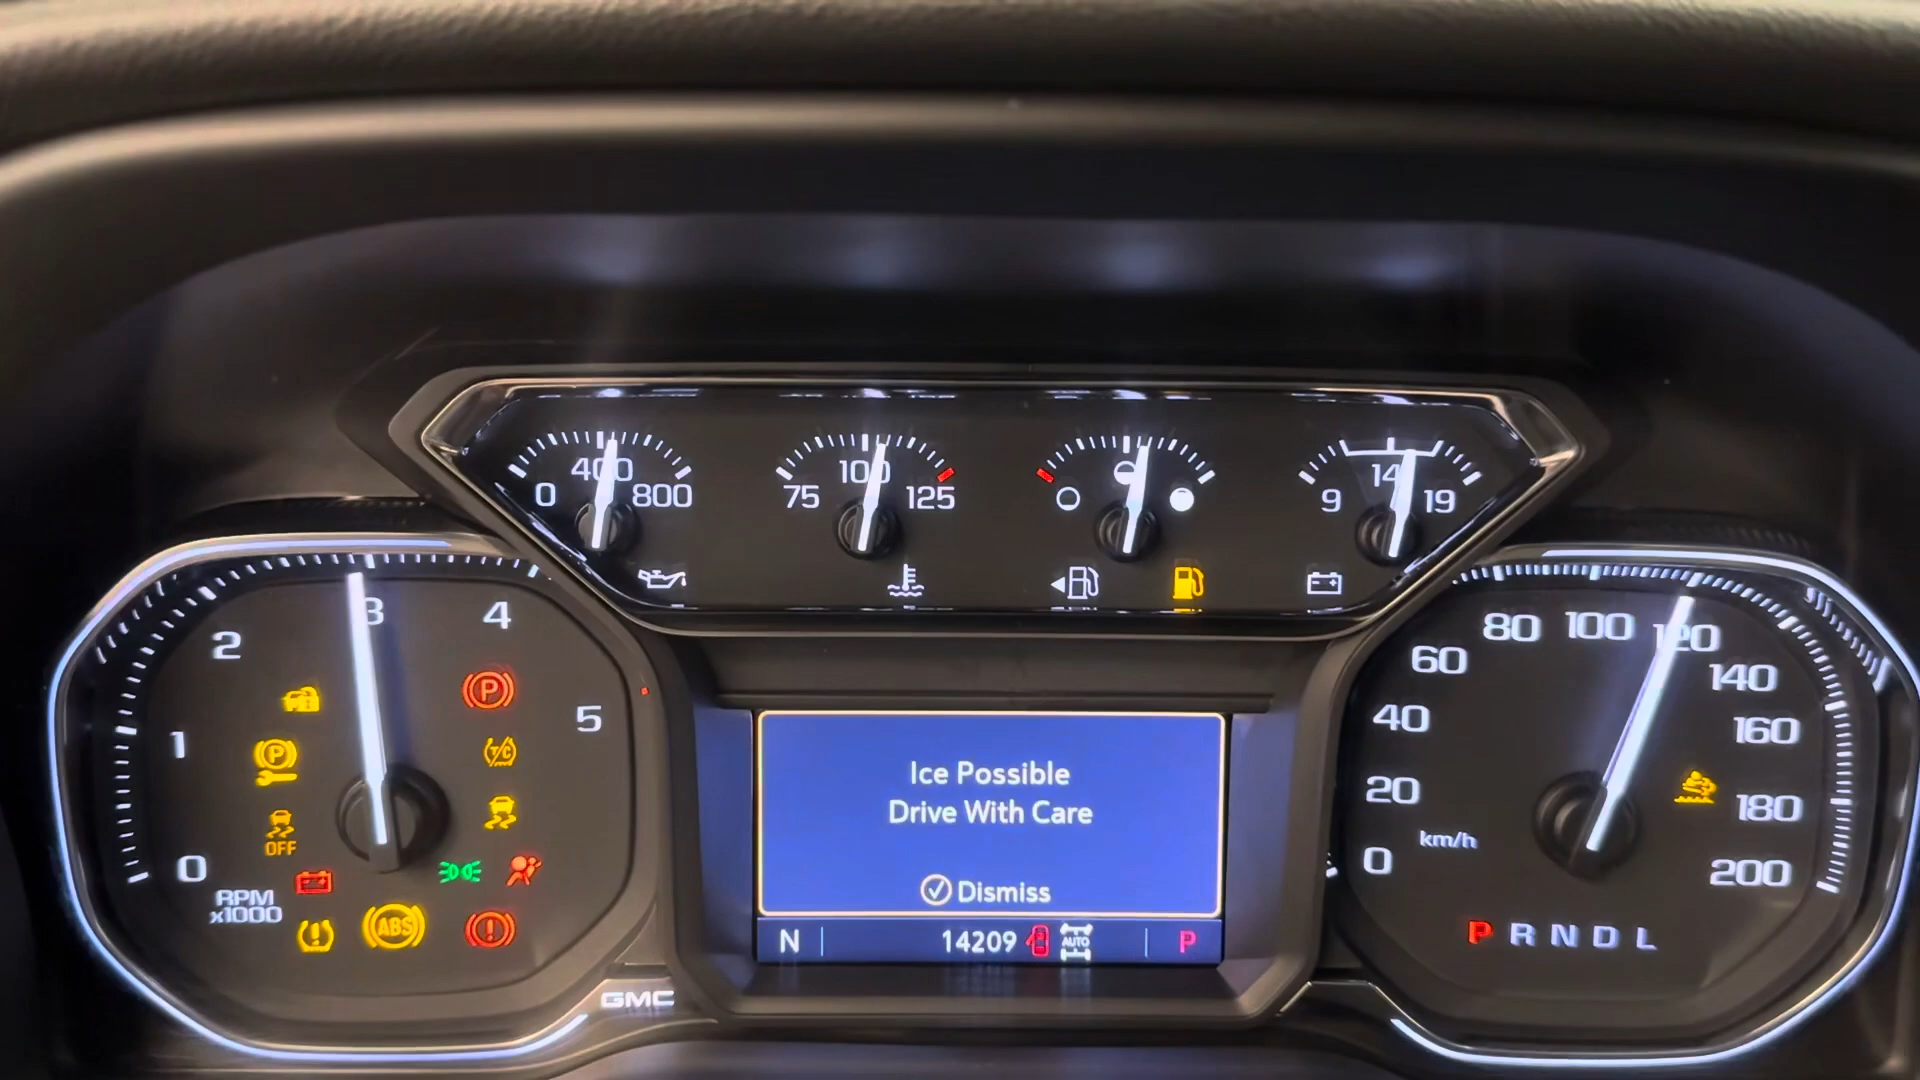 400
0 800
100
75 125
14
9 19
3
2 4
1 5
0
RPM
x1000
P
P
T/C
OFF
ABS
GMC
Ice Possible
Drive With Care
Dismiss
N 14209 AUTO P
80 100 120
60 140
40 160
20 180
km/h
0 200
P R N D L